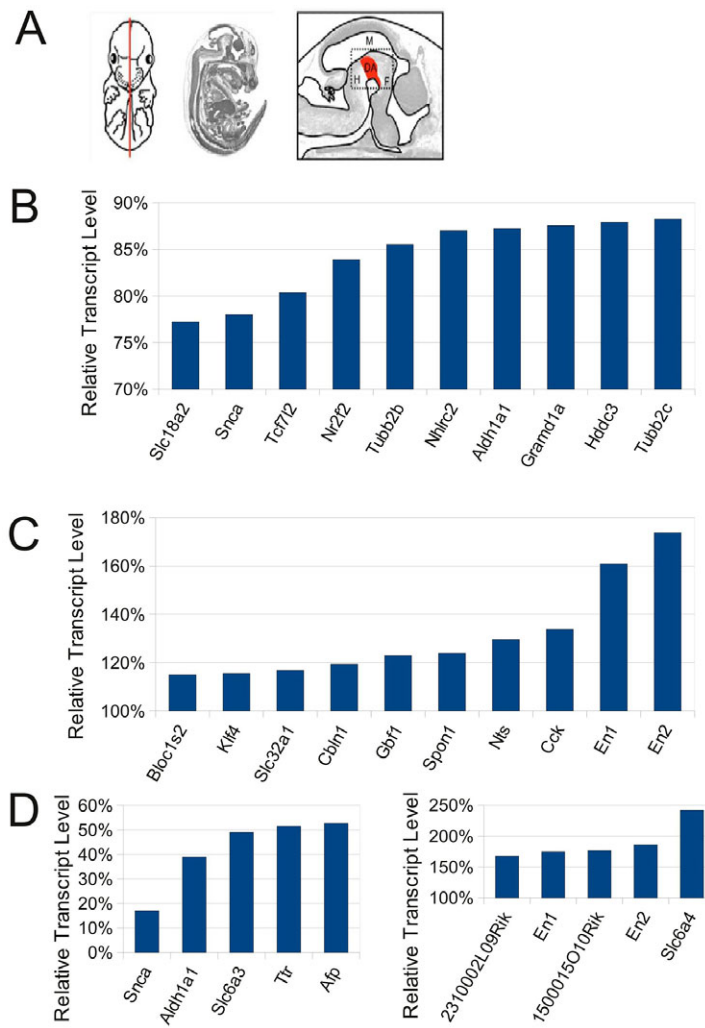 A
M
DA
H
F
B
Relative Transcript Level
90%
85%
80%
75%
70%
Slc18a2
Snca
Tcf7l2
Nr2f2
Tubb2b
Nhlrc2
Aldh1a1
Gramd1a
Hddc3
Tubb2c
C
Relative Transcript Level
180%
160%
140%
120%
100%
Bloc1s2
Klf4
Slc32a1
Cbln1
Gbf1
Spon1
Nts
Cck
En1
En2
D
Relative Transcript Level
60%
50%
40%
30%
20%
10%
0%
Snca
Aldh1a1
Slc6a3
Ttr
Afp
Relative Transcript Level
250%
200%
150%
100%
2310002L09Rik
En1
1500015O10Rik
En2
Slc6a4